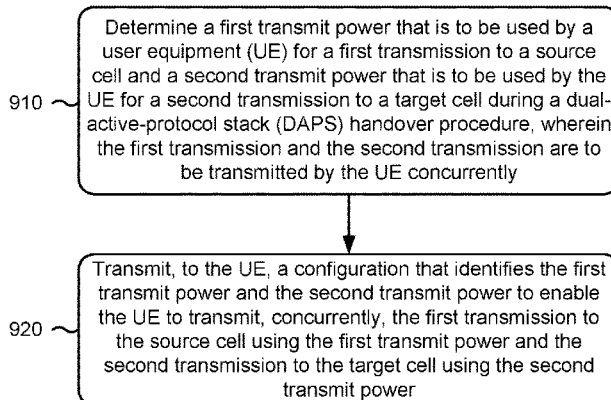 Determine a first transmit power that is to be used by a
user equipment (UE) for a first transmission to a source
cell and a second transmit power that is to be used by the
UE for a second transmission to a target cell during a dual-
active-protocol stack (DAPS) handover procedure, wherein
the first transmission and the second transmission are to
be transmitted by the UE concurrently
910
Transmit, to the UE, a configuration that identifies the first
transmit power and the second transmit power to enable
the UE to transmit, concurrently, the first transmission to
the source cell using the first transmit power and the
second transmission to the target cell using the second
transmit power
920